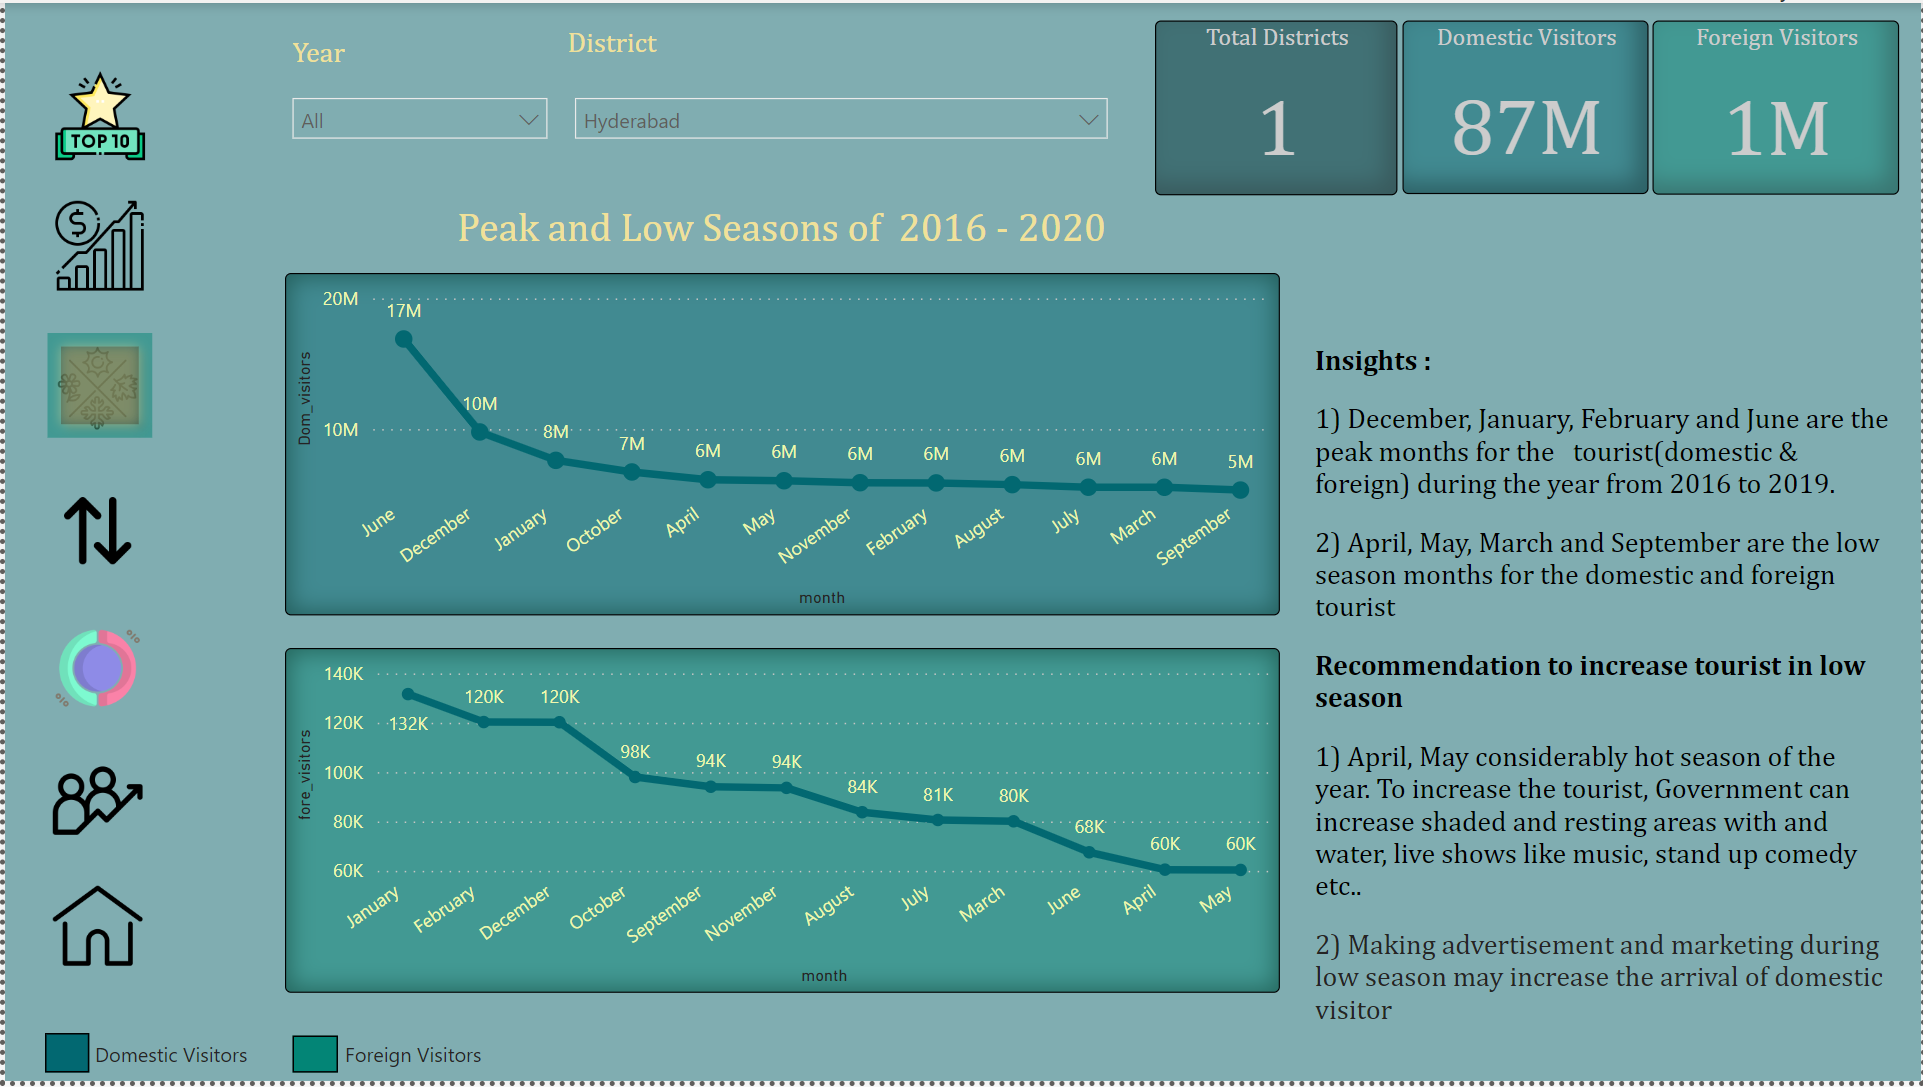 Year
District
Total Districts
Domestic Visitors
Foreign Visitors
All
Hyderabad
1
87M
1M
TOP 10
Peak and Low Seasons of 2016 - 2020
20M
10M
Dom_visitors
17M
10M
8M
7M
6M
6M
6M
6M
6M
6M
6M
5M
June
December
January
October
April
May
November
February
August
July
March
September
month
140K
120K
100K
80K
60K
fore_visitors
132K
120K
120K
98K
94K
94K
84K
81K
80K
68K
60K
60K
January
February
December
October
September
November
August
July
March
June
April
May
month
Insights :
1) December, January, February and June are the
peak months for the tourist(domestic &
foreign) during the year from 2016 to 2019.
2) April, May, March and September are the low
season months for the domestic and foreign
tourist
Recommendation to increase tourist in low
season
1) April, May considerably hot season of the
year. To increase the tourist, Government can
increase shaded and resting areas with and
water, live shows like music, stand up comedy
etc..
2) Making advertisement and marketing during
low season may increase the arrival of domestic
visitor
Domestic Visitors
Foreign Visitors